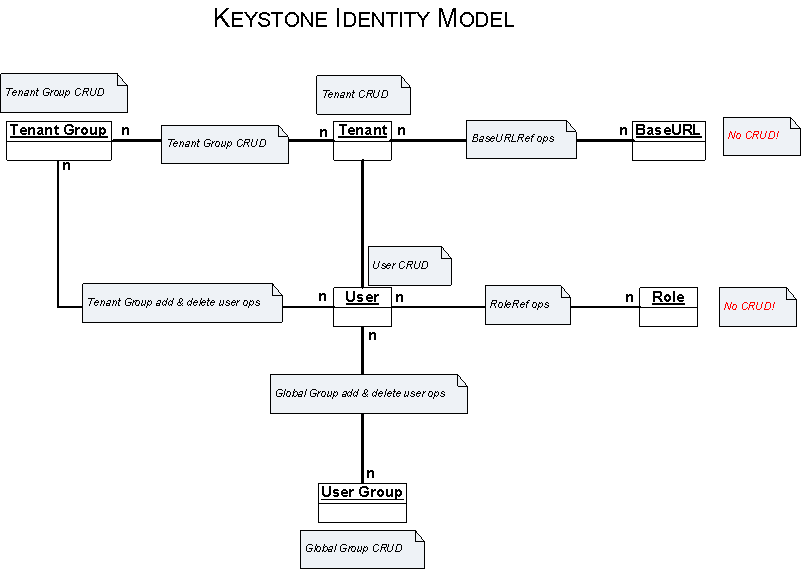 KEYSTONE IDENTITY MODEL
Tenant Group CRUD
Tenant CRUD
Tenant Group
n
Tenant Group CRUD
n
Tenant
n
BaseURLRef ops
n
BaseURL
No CRUD!
n
User CRUD
Tenant Group add & delete user ops
n
User
n
RoleRef ops
n
Role
No CRUD!
n
Global Group add & delete user ops
n
User Group
Global Group CRUD